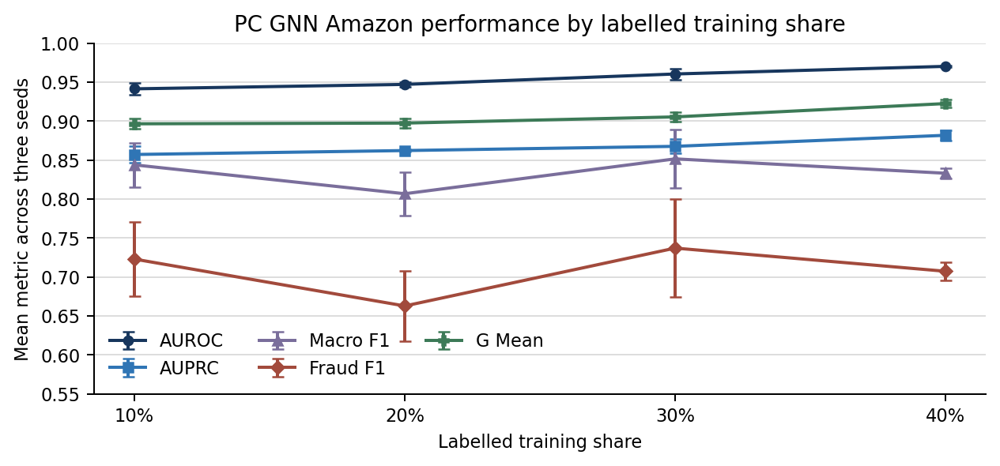 PC GNN Amazon performance by labelled training share
Mean metric across three seeds
1.00
0.95
0.90
0.85
0.80
0.75
0.70
0.65
0.60
0.55
AUROC
AUPRC
Macro F1
Fraud F1
G Mean
10%
20%
30%
40%
Labelled training share